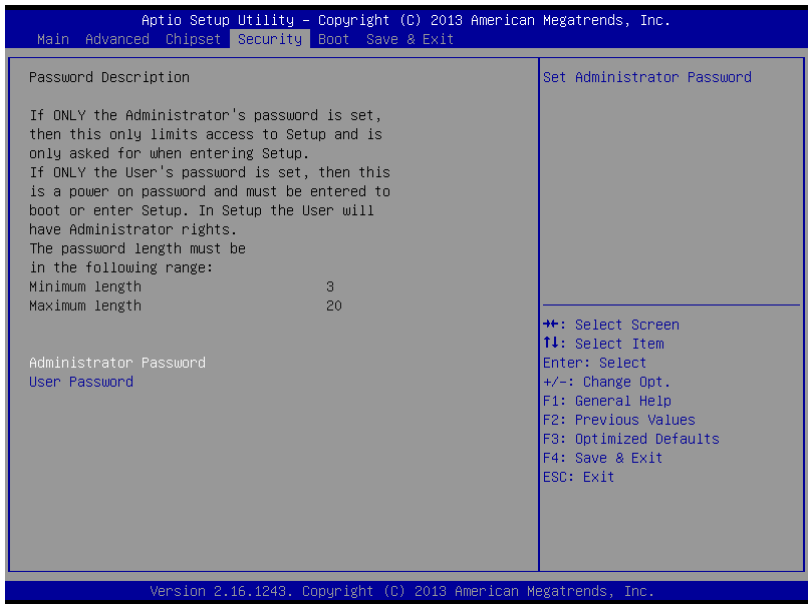 Aptio Setup Utility – Copyright (C) 2013 American Megatrends, Inc.
Main Advanced Chipset Security Boot Save & Exit
Password Description
If ONLY the Administrator's password is set,
then this only limits access to Setup and is
only asked for when entering Setup.
If ONLY the User's password is set, then this
is a power on password and must be entered to
boot or enter Setup. In Setup the User will
have Administrator rights.
The password length must be
in the following range:
Minimum length 3
Maximum length 20
Administrator Password
User Password
Set Administrator Password
→←: Select Screen
↑↓: Select Item
Enter: Select
+/-: Change Opt.
F1: General Help
F2: Previous Values
F3: Optimized Defaults
F4: Save & Exit
ESC: Exit
Version 2.16.1243. Copyright (C) 2013 American Megatrends, Inc.